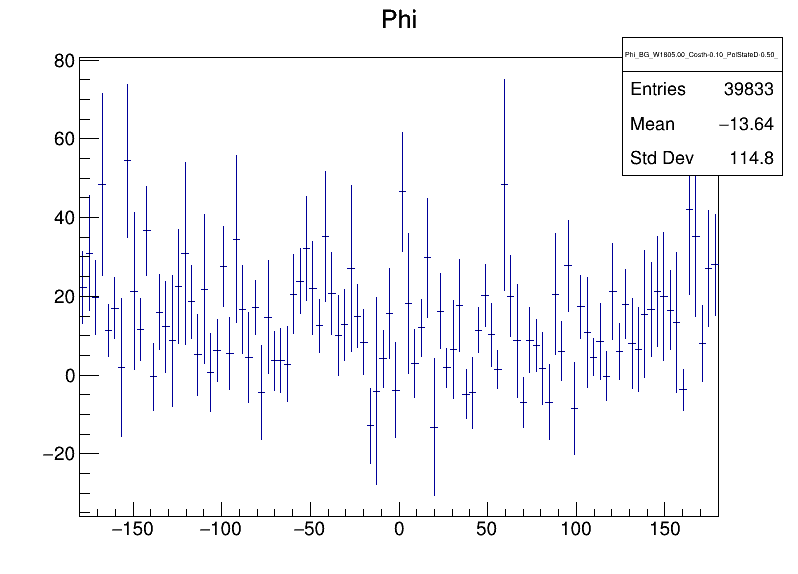 Phi
Phi_BG_W1805.00_Costh-0.10_PolStateD-0.50_
Entries 39833
Mean −13.64
Std Dev 114.8
80
60
40
20
0
−20
−150 −100 −50 0 50 100 150